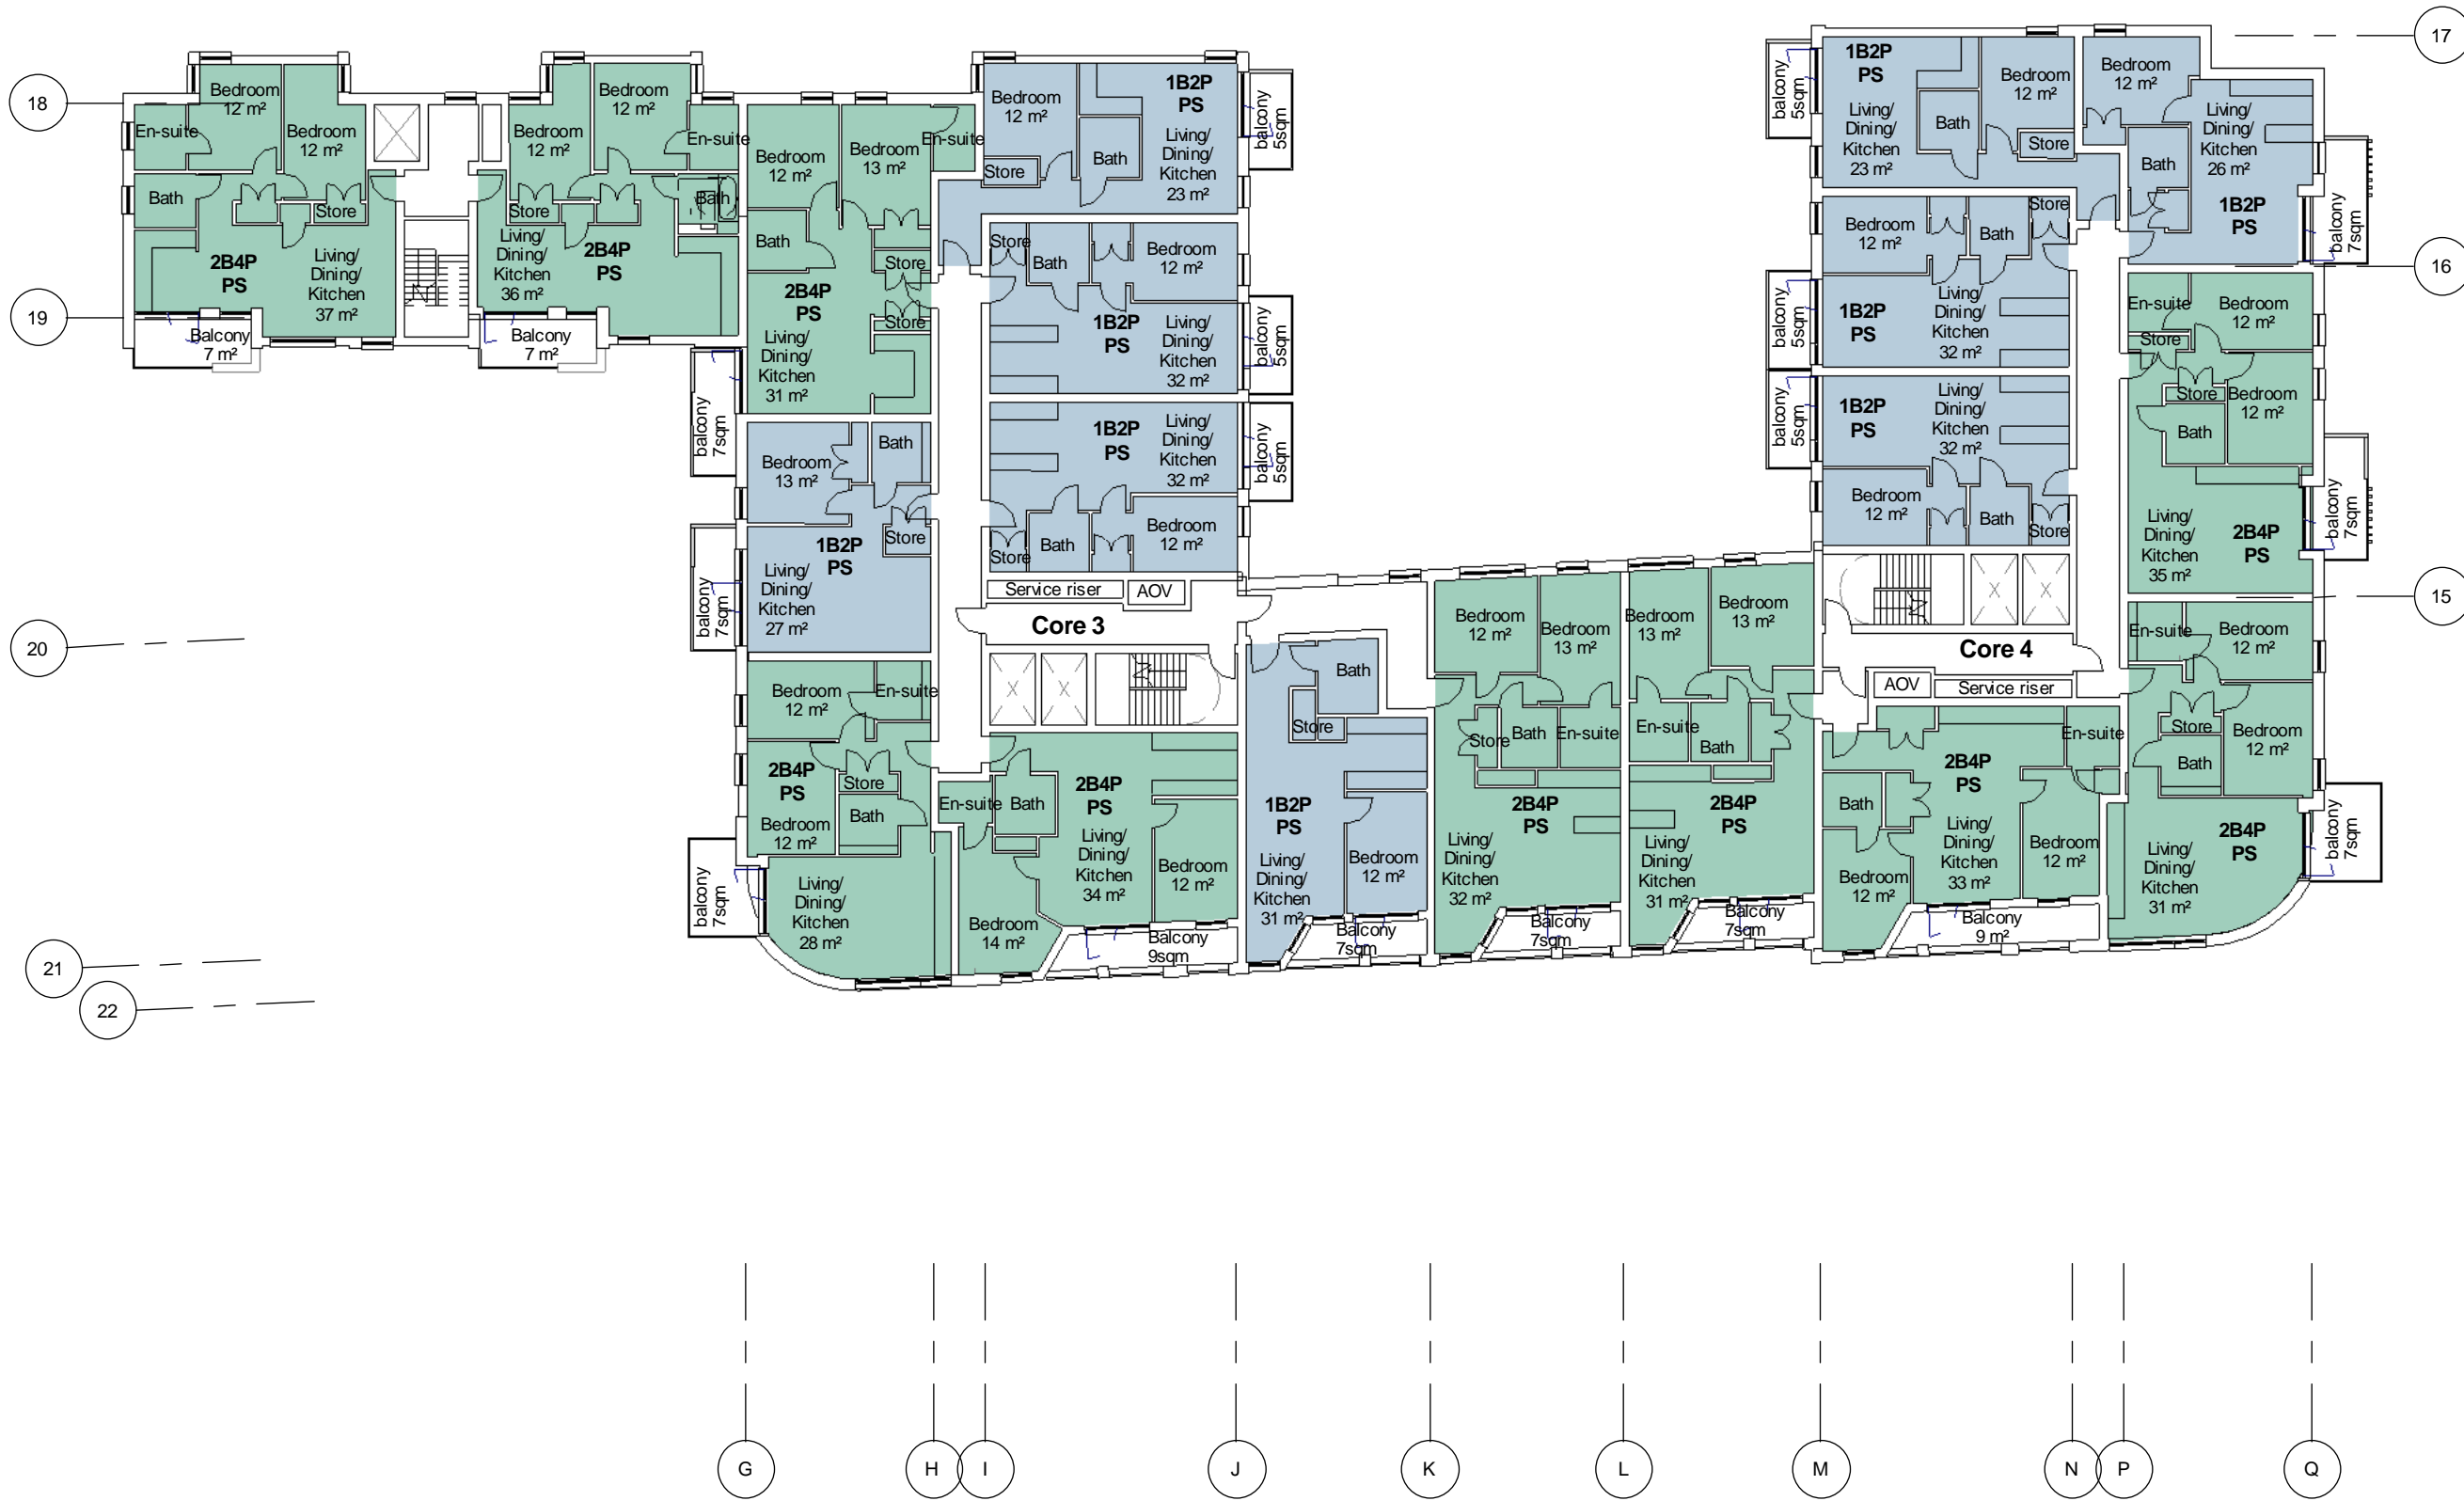 17
18
16
19
15
20
21
22
Bedroom
12 m²
Bedroom
12 m²
En-suite
Bath
Store
2B4P
PS
Living/
Dining/
Kitchen
37 m²
Balcony
7 m²
Bedroom
12 m²
Bedroom
12 m²
En-suite
Bath
Store
Living/
Dining/
Kitchen
36 m²
2B4P
PS
Balcony
7 m²
Bedroom
12 m²
Bedroom
13 m²
En-suite
Bath
Store
Store
2B4P
PS
Living/
Dining/
Kitchen
31 m²
balcony
7sqm
Bedroom
12 m²
Store
Bath
1B2P
PS
Living/
Dining/
Kitchen
23 m²
balcony
5sqm
Store
Bath
Bedroom
12 m²
1B2P
PS
Living/
Dining/
Kitchen
32 m²
balcony
5sqm
1B2P
PS
Living/
Dining/
Kitchen
32 m²
balcony
5sqm
Store
Bath
Bedroom
12 m²
Bedroom
13 m²
Bath
Store
1B2P
PS
Living/
Dining/
Kitchen
27 m²
balcony
7sqm
Service riser
AOV
Core 3
Bedroom
12 m²
En-suite
2B4P
PS
Store
Bedroom
12 m²
Bath
Living/
Dining/
Kitchen
28 m²
balcony
7sqm
En-suite
Bath
2B4P
PS
Living/
Dining/
Kitchen
34 m²
Bedroom
12 m²
Bedroom
14 m²
Balcony
9sqm
Bath
Store
1B2P
PS
Living/
Dining/
Kitchen
31 m²
Bedroom
12 m²
Balcony
7sqm
Bedroom
12 m²
Bedroom
13 m²
Store
Bath
En-suite
2B4P
PS
Living/
Dining/
Kitchen
32 m²
Balcony
7sqm
Bedroom
13 m²
Bedroom
13 m²
En-suite
Bath
2B4P
PS
Living/
Dining/
Kitchen
31 m²
Balcony
7sqm
1B2P
PS
Living/
Dining/
Kitchen
23 m²
Bath
Bedroom
12 m²
Store
balcony
5sqm
Bedroom
12 m²
Bath
Living/
Dining/
Kitchen
26 m²
1B2P
PS
balcony
7sqm
Bedroom
12 m²
Bath
Store
1B2P
PS
Living/
Dining/
Kitchen
32 m²
balcony
5sqm
1B2P
PS
Living/
Dining/
Kitchen
32 m²
balcony
5sqm
Bedroom
12 m²
Bath
Store
En-suite
Bedroom
12 m²
Store
Store
Bedroom
12 m²
Bath
Living/
Dining/
Kitchen
35 m²
2B4P
PS
balcony
7sqm
Core 4
AOV
Service riser
En-suite
Bedroom
12 m²
Store
Bath
Bedroom
12 m²
2B4P
PS
Living/
Dining/
Kitchen
31 m²
balcony
7sqm
En-suite
2B4P
PS
Bath
Living/
Dining/
Kitchen
33 m²
Bedroom
12 m²
Bedroom
12 m²
Balcony
9 m²
G
H
I
J
K
L
M
N
P
Q